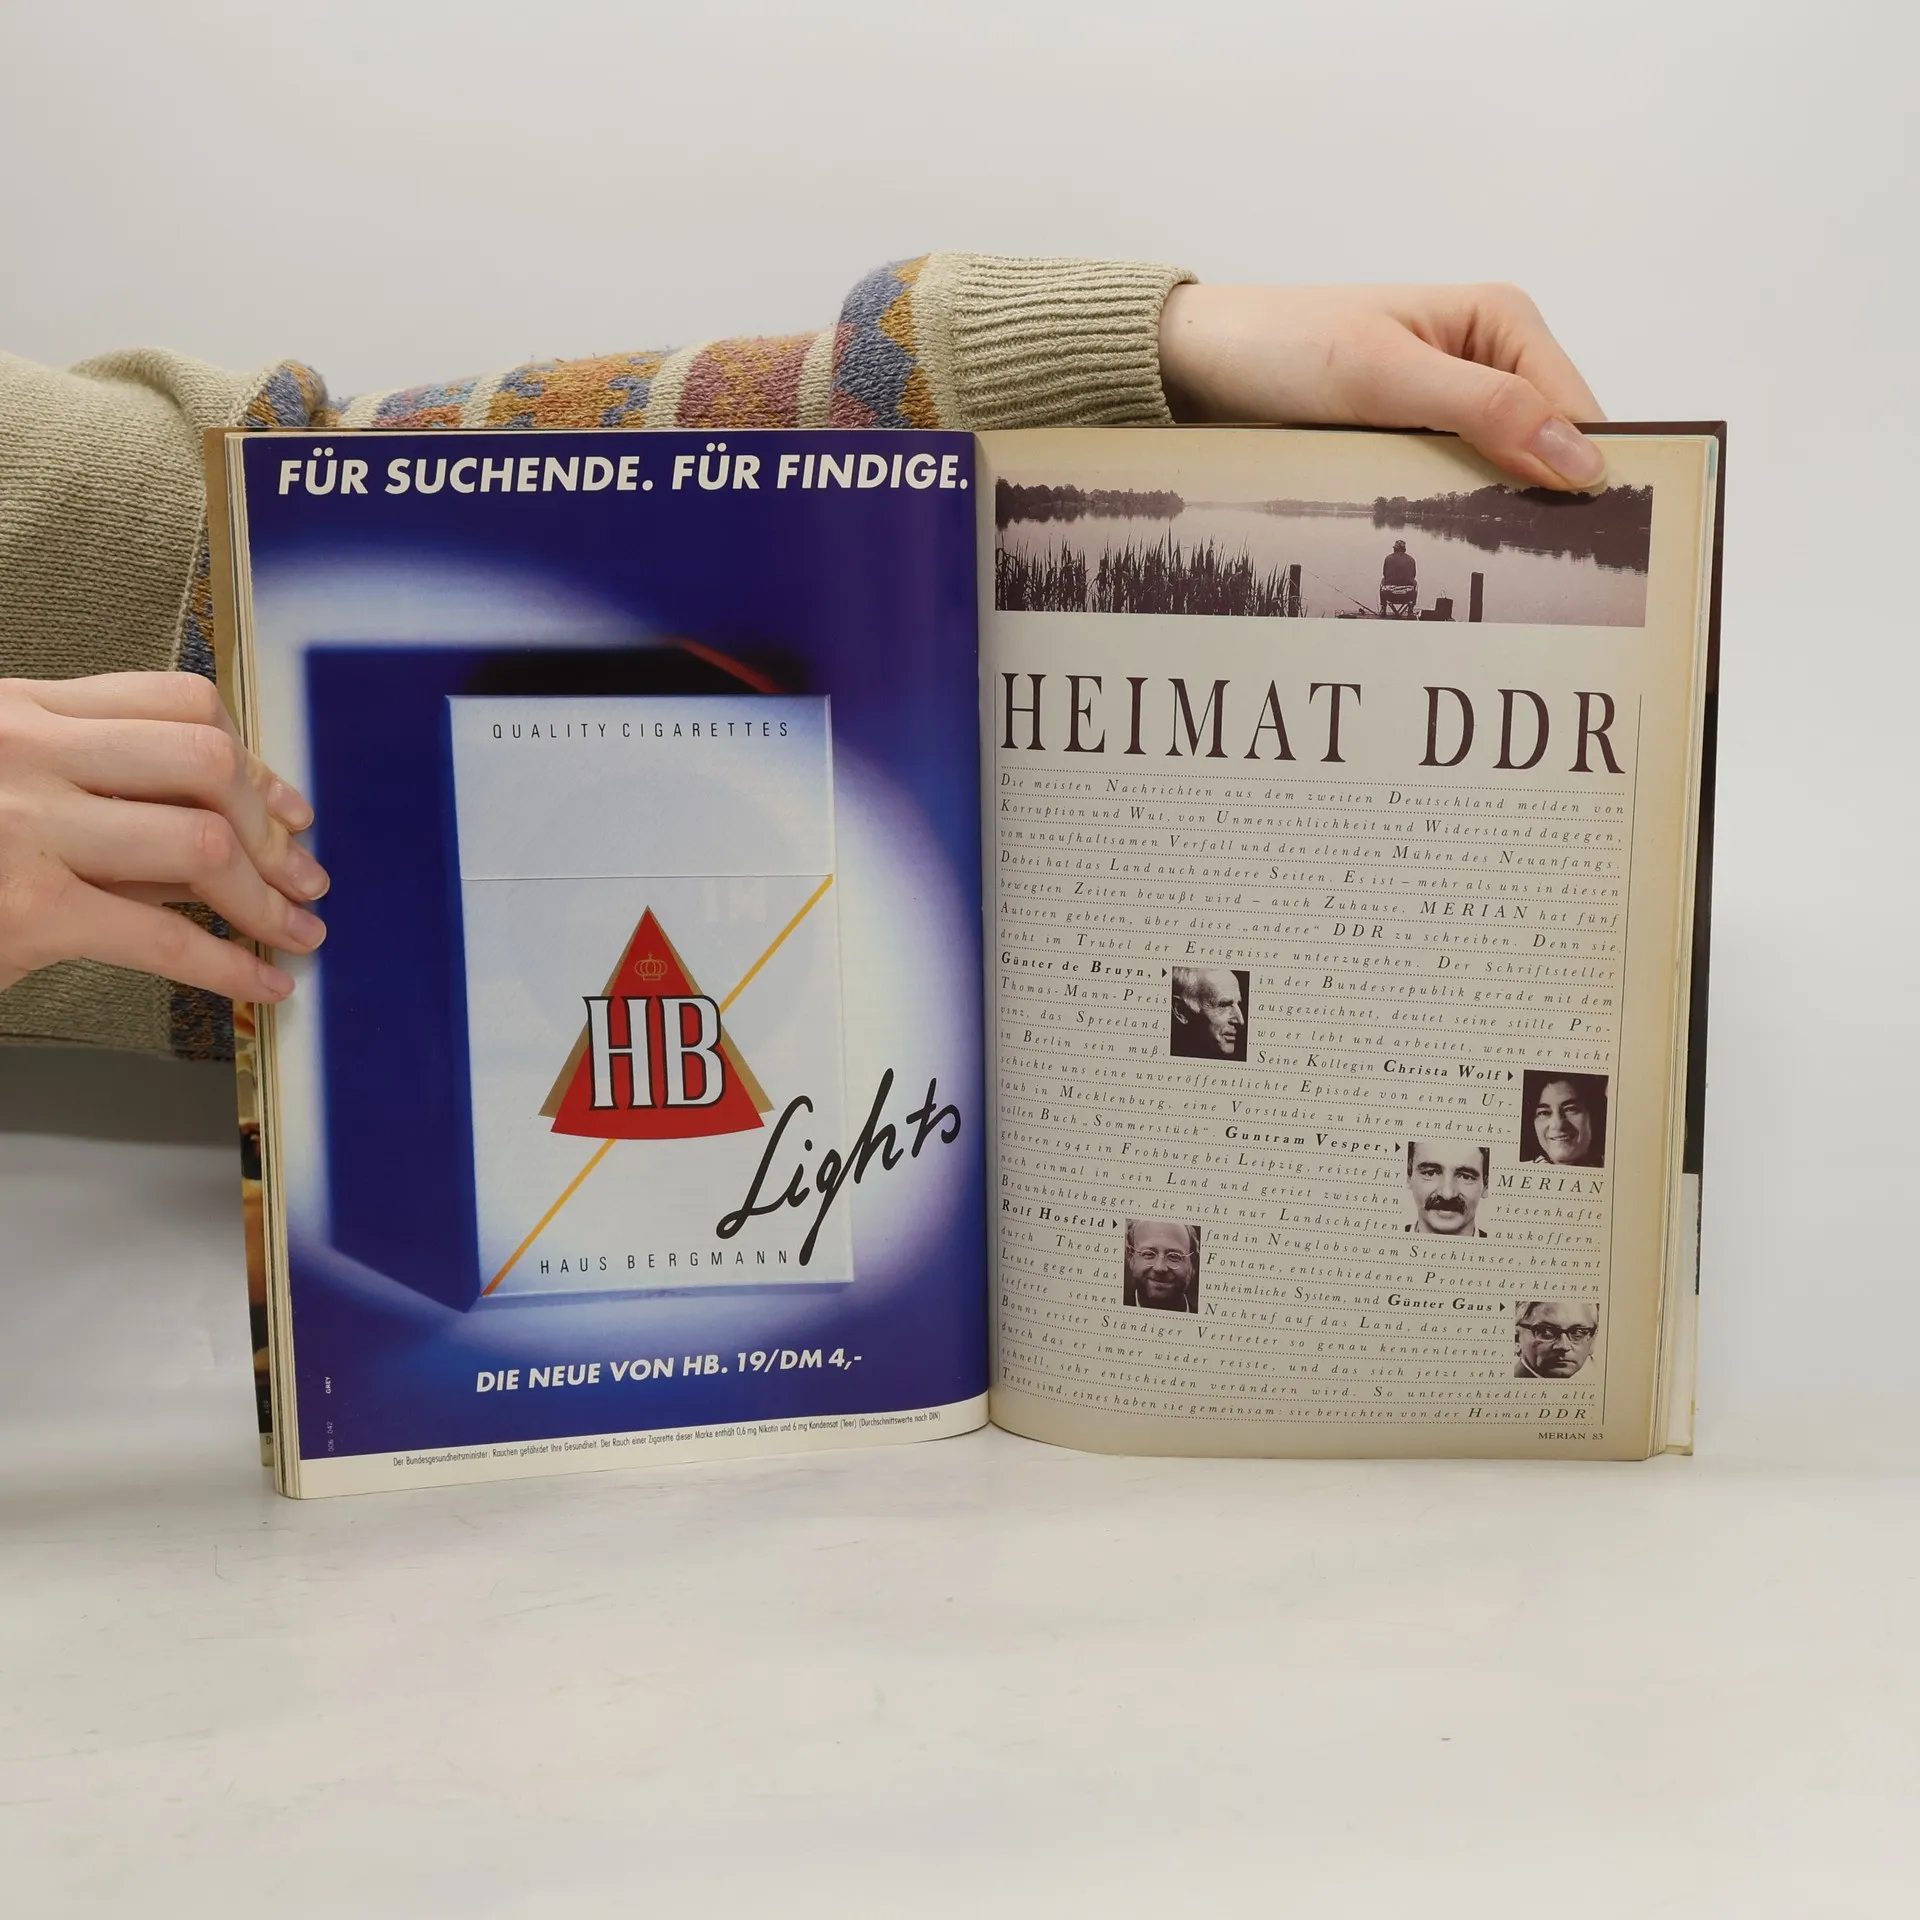 FÜR SUCHENDE. FÜR FINDIGE.
QUALITY CIGARETTES
HB
Lights
HAUS BERGMANN
DIE NEUE VON HB. 19/DM 4,-
GREY
006 042
Der Bundesgesundheitsminister: Rauchen gefährdet Ihre Gesundheit. Der Rauch einer Zigarette dieser Marke enthält 0,6 mg Nikotin und 6 mg Kondensat (Teer) (Durchschnittswerte nach DIN)
HEIMAT DDR
Die meisten Nachrichten aus dem zweiten Deutschland melden von
Korruption und Wut, von Unmenschlichkeit und Widerstand dagegen,
vom unaufhaltsamen Verfall und den elenden Mühen des Neuanfangs.
Dabei hat das Land auch andere Seiten. Es ist – mehr als uns in diesen
bewegten Zeiten bewußt wird – auch Zuhause. MERIAN hat fünf
Autoren gebeten, über diese „andere“ DDR zu schreiben. Denn sie
droht im Trubel der Ereignisse unterzugehen. Der Schriftsteller
Günter de Bruyn, in der Bundesrepublik gerade mit dem
Thomas-Mann-Preis ausgezeichnet, deutet seine stille Pro-
vinz, das Spreeland, wo er lebt und arbeitet, wenn er nicht
in Berlin sein muß. Seine Kollegin Christa Wolf
schickte uns eine unveröffentlichte Episode von einem Ur-
laub in Mecklenburg, eine Vorstudie zu ihrem eindrucks-
vollen Buch „Sommerstück“. Guntram Vesper,
geboren 1941 in Frohburg bei Leipzig, reiste für MERIAN
noch einmal in sein Land und geriet zwischen riesenhafte
Braunkohlebagger, die nicht nur Landschaften auskoffern.
Rolf Hosfeld fand in Neuglobsow am Stechlinsee, bekannt
durch Theodor Fontane, entschiedenen Protest der kleinen
Leute gegen das unheimliche System, und Günter Gaus
lieferte seinen Nachruf auf das Land, das er als
Bonns erster Ständiger Vertreter so genau kennenlernte,
durch das er immer wieder reiste, und das sich jetzt sehr
schnell, sehr entschieden verändern wird. So unterschiedlich alle
Texte sind, eines haben sie gemeinsam: sie berichten von der Heimat DDR.
MERIAN 83